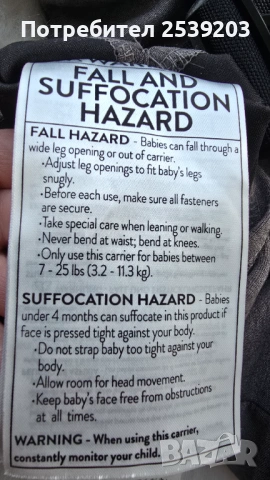 Потребител 2539203
WAR
FALL AND
SUFFOCATION
HAZARD
FALL HAZARD - Babies can fall through a
wide leg opening or out of carrier.
•Adjust leg openings to fit baby's legs
snugly.
•Before each use, make sure all fasteners
are secure.
•Take special care when leaning or walking.
•Never bend at waist; bend at knees.
•Only use this carrier for babies between
7 - 25 lbs (3.2 - 11.3 kg).
SUFFOCATION HAZARD - Babies
under 4 months can suffocate in this product if
face is pressed tight against your body.
•Do not strap baby too tight against your
body.
•Allow room for head movement.
•Keep baby's face free from obstructions
at all times.
WARNING - When using this carrier,
constantly monitor your child.
BAZAR